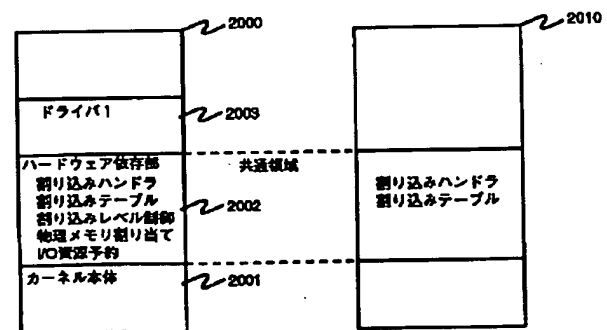 2000
2010
ドライバ1
2003
ハードウェア依存部
共通領域
割り込みハンドラ
割り込みテーブル
割り込みレベル制御
物理メモリ割り当て
I/O資源予約
2002
割り込みハンドラ
割り込みテーブル
カーネル本体
2001